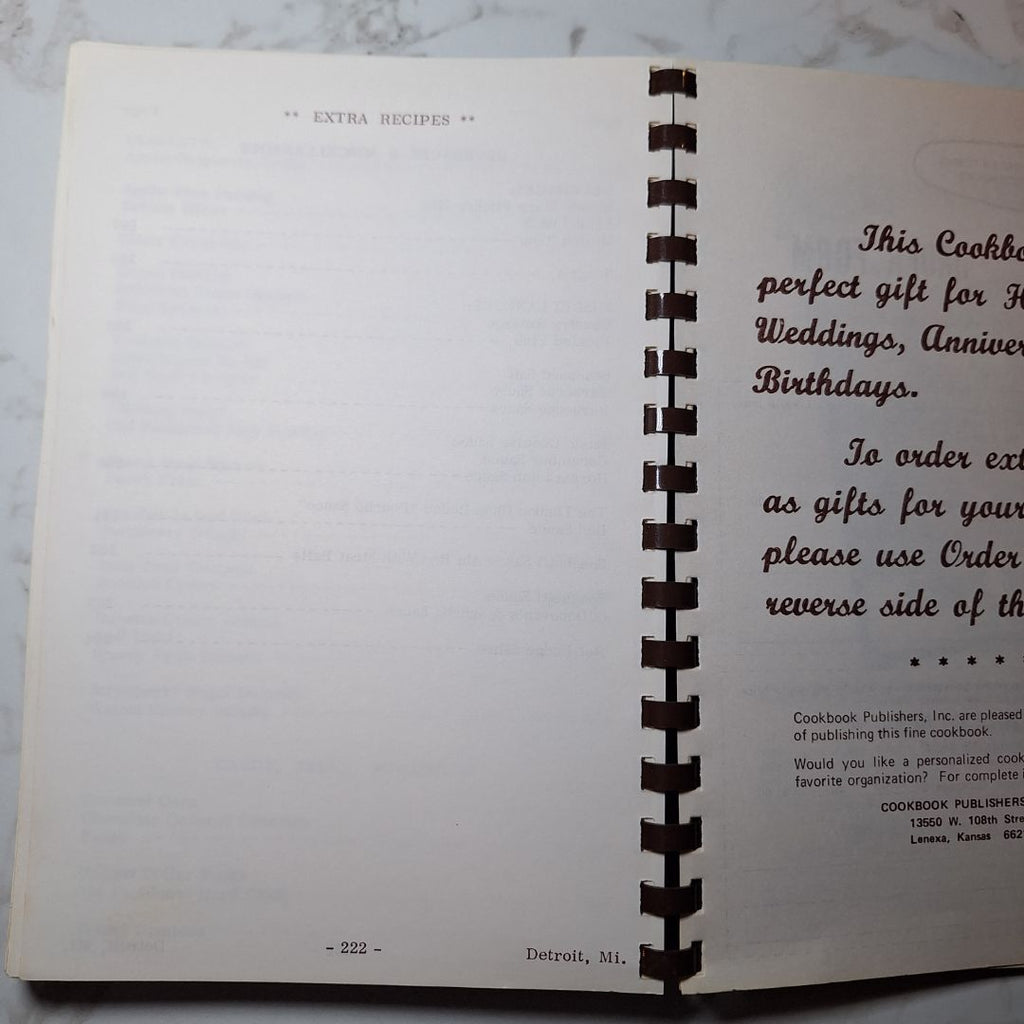 ** EXTRA RECIPES **
- 222 -
Detroit, Mi.
This Cookbo
perfect gift for H
Weddings, Anniver
Birthdays.
To order ext
as gifts for your
please use Order
reverse side of th
* * * *
Cookbook Publishers, Inc. are pleased
of publishing this fine cookbook.
Would you like a personalized cook
favorite organization? For complete i
COOKBOOK PUBLISHERS
13550 W. 108th Stre
Lenexa, Kansas 662